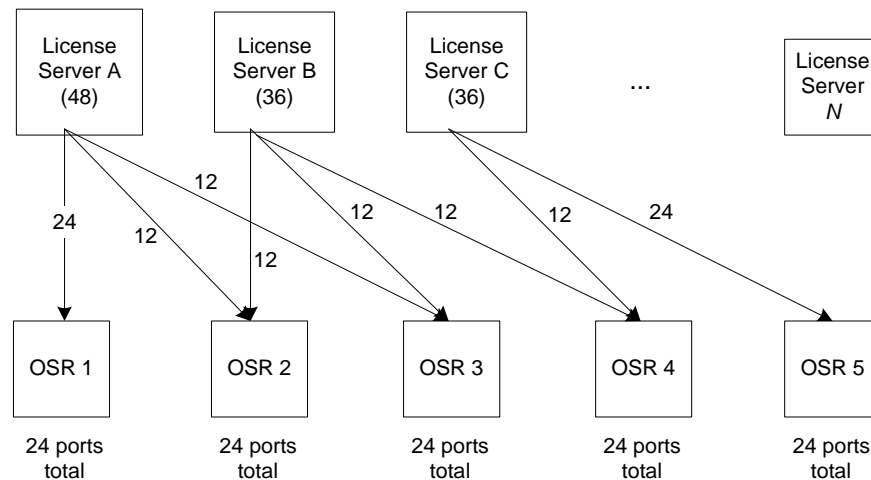 License
Server A
(48)
License
Server B
(36)
License
Server C
(36)
...
License
Server
N
24
12
12
12
12
12
12
24
OSR 1
OSR 2
OSR 3
OSR 4
OSR 5
24 ports
total
24 ports
total
24 ports
total
24 ports
total
24 ports
total